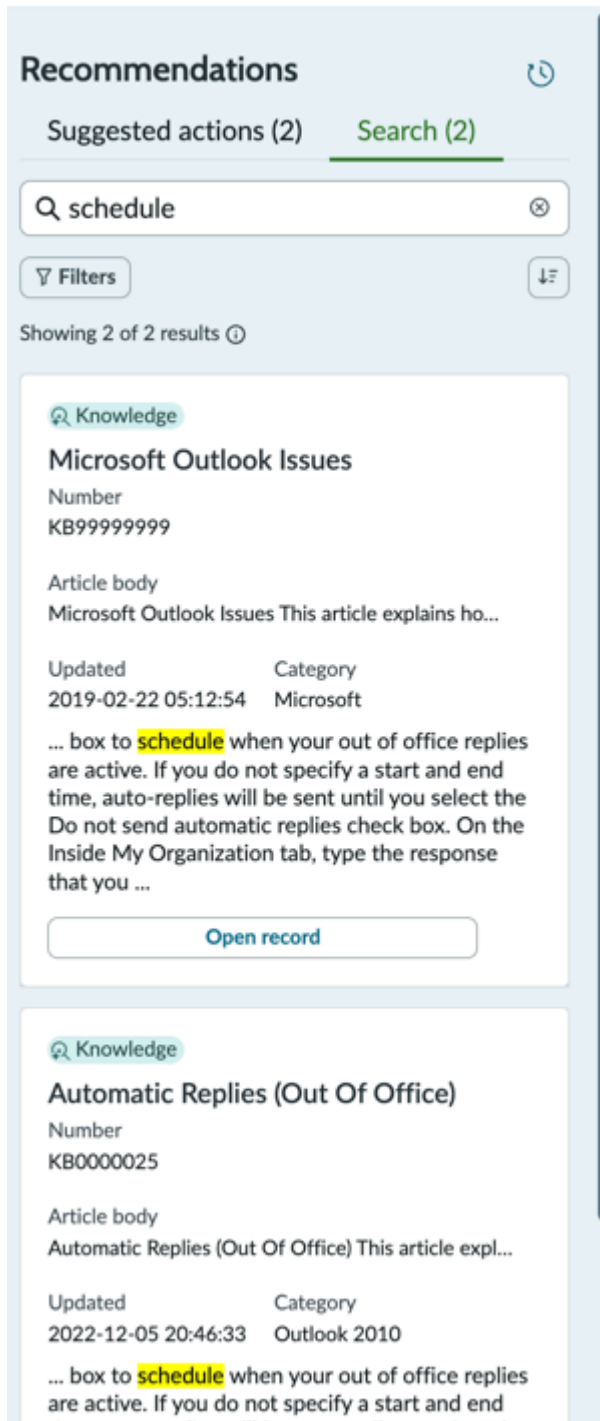 Recommendations
Suggested actions (2) Search (2)
schedule
Filters
Showing 2 of 2 results
Knowledge
Microsoft Outlook Issues
Number
KB99999999
Article body
Microsoft Outlook Issues This article explains ho...
Updated Category
2019-02-22 05:12:54 Microsoft
... box to schedule when your out of office replies
are active. If you do not specify a start and end
time, auto-replies will be sent until you select the
Do not send automatic replies check box. On the
Inside My Organization tab, type the response
that you ...
Open record
Knowledge
Automatic Replies (Out Of Office)
Number
KB0000025
Article body
Automatic Replies (Out Of Office) This article expl...
Updated Category
2022-12-05 20:46:33 Outlook 2010
... box to schedule when your out of office replies
are active. If you do not specify a start and end